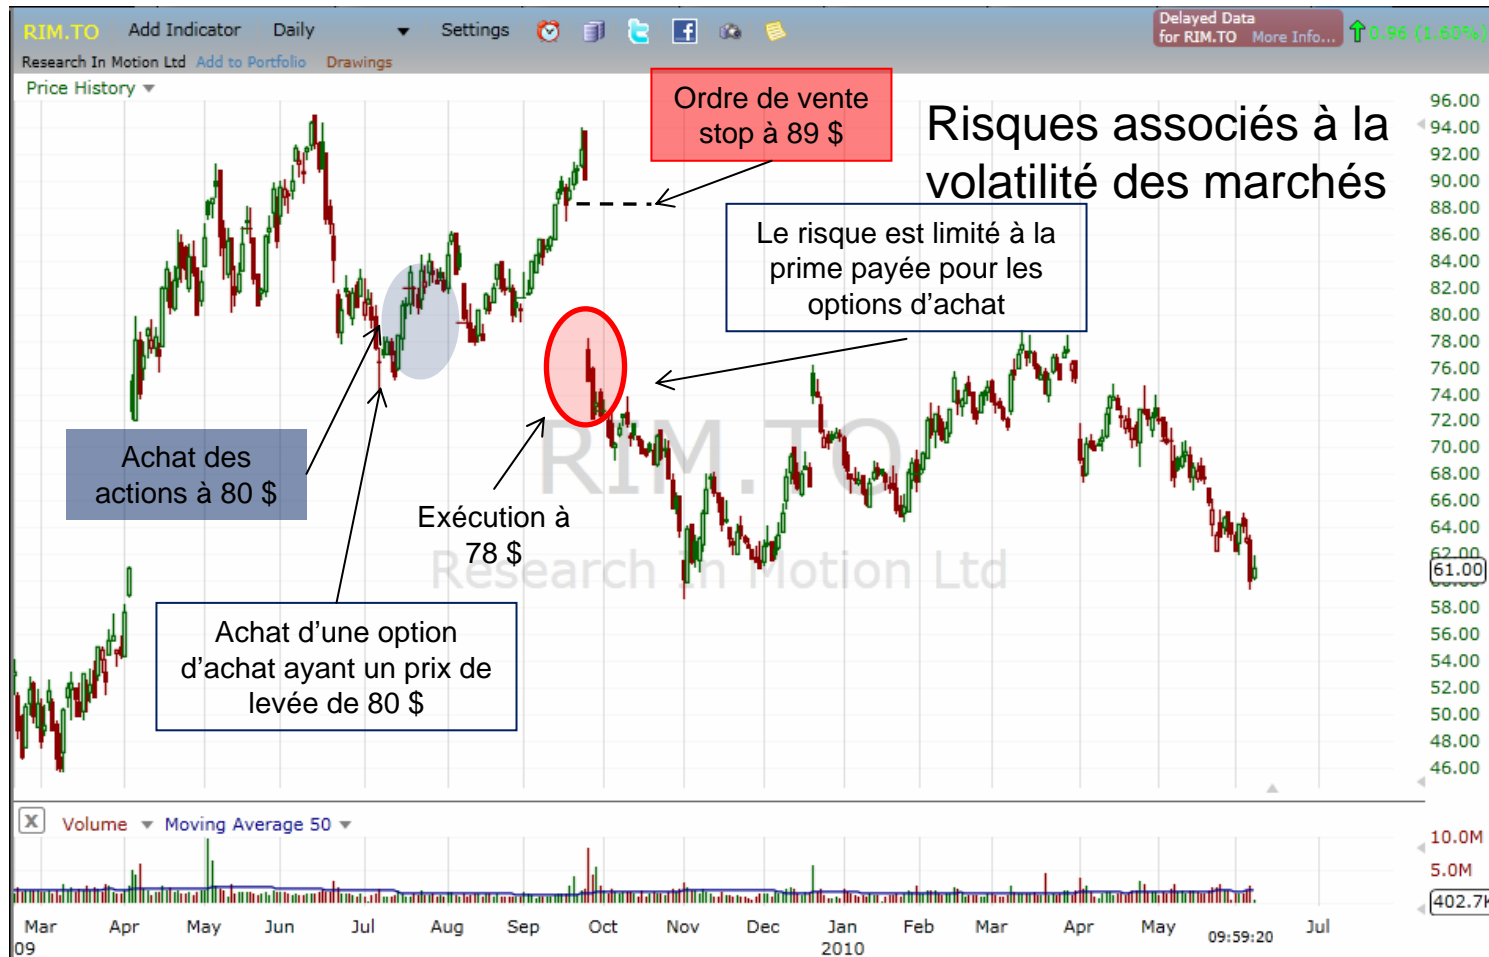 RIM.TO Add Indicator Daily Settings
Delayed Data
for RIM.TO More Info... 0.96 (1.60%)
Research In Motion Ltd Add to Portfolio Drawings
Price History
Risques associés à la
volatilité des marchés
Ordre de vente
stop à 89 $
Le risque est limité à la
prime payée pour les
options d'achat
Achat des
actions à 80 $
Exécution à
78 $
Achat d'une option
d'achat ayant un prix de
levée de 80 $
RIM.TO
Research In Motion Ltd
96.00
94.00
92.00
90.00
88.00
86.00
84.00
82.00
80.00
78.00
76.00
74.00
72.00
70.00
68.00
66.00
64.00
62.00
61.00
58.00
56.00
54.00
52.00
50.00
48.00
46.00
X Volume Moving Average 50
10.0M
5.0M
402.7K
Mar Apr May Jun Jul Aug Sep Oct Nov Dec Jan Feb Mar Apr May 09:59:20 Jul
09 2010